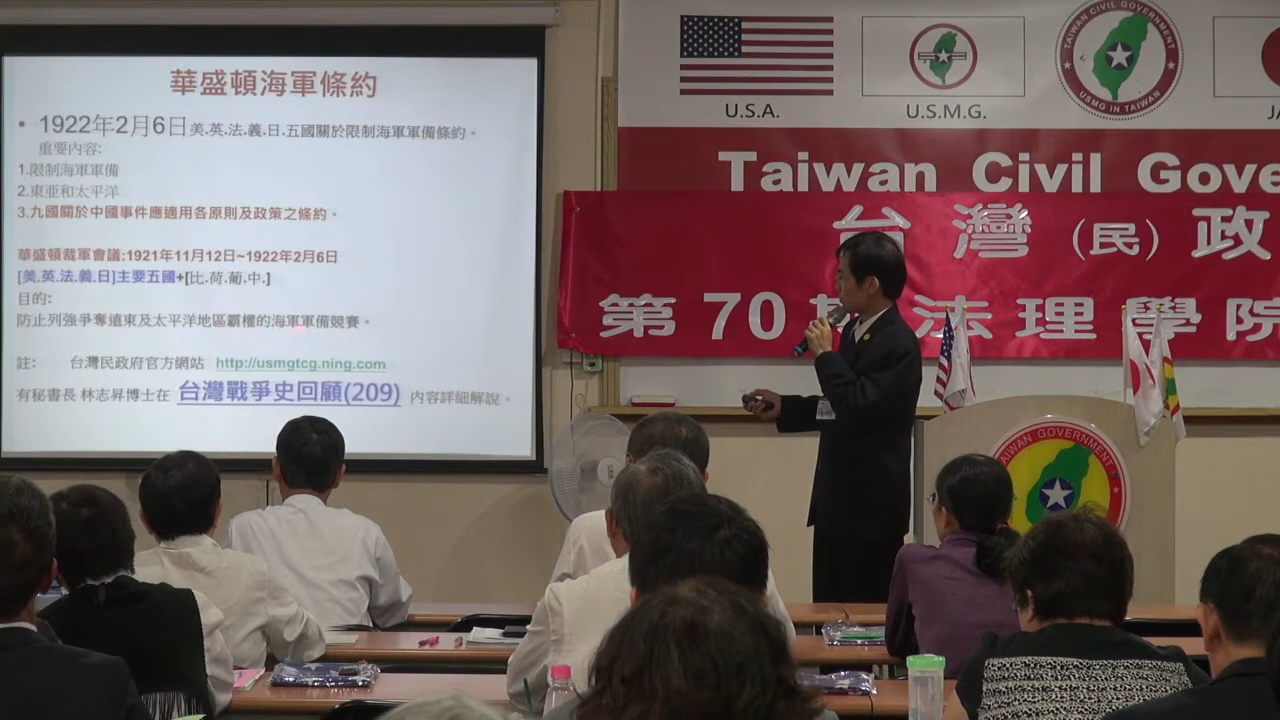 華盛頓海軍條約
• 1922年2月6日美.英.法.義.日.五國關於限制海軍軍備條約。
重要內容:
1.限制海軍軍備
2.東亞和太平洋
3.九國關於中國事件應適用各原則及政策之條約。
華盛頓裁軍會議:1921年11月12日~1922年2月6日
[美.英.法.義.日]主要五國+[比.荷.葡.中.]
目的:
防止列強爭奪遠東及太平洋地區霸權的海軍軍備競賽。
註: 台灣民政府官方網站 http://usmgtcg.ning.com
有秘書長 林志昇博士在 台灣戰爭史回顧(209) 內容詳細解說。
U.S.A.
U.S.M.G.
TAIWAN CIVIL GOVERNMENT
USMG IN TAIWAN
JA
Taiwan Civil Gove
台灣(民)政
第70期法理學院
TAIWAN GOVERNMENT